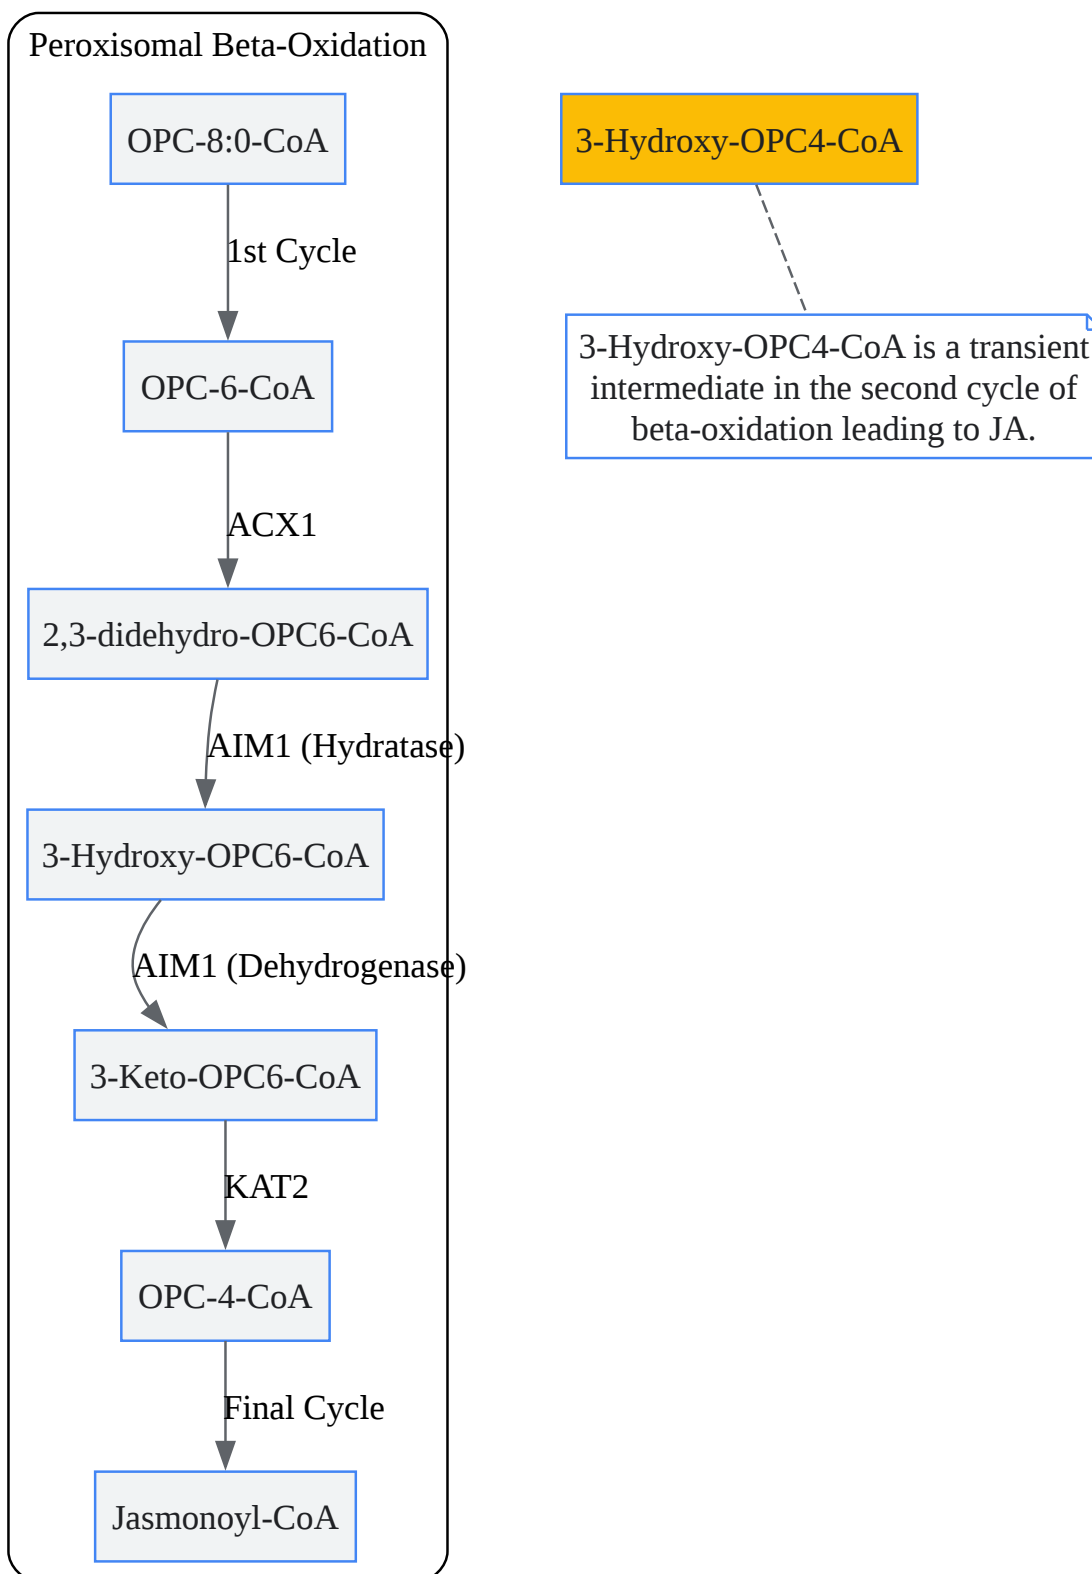 Peroxisomal Beta-Oxidation
OPC-8:0-CoA
1st Cycle
OPC-6-CoA
ACX1
2,3-didehydro-OPC6-CoA
AIM1 (Hydratase)
3-Hydroxy-OPC6-CoA
AIM1 (Dehydrogenase)
3-Keto-OPC6-CoA
KAT2
OPC-4-CoA
Final Cycle
Jasmonoyl-CoA
3-Hydroxy-OPC4-CoA
3-Hydroxy-OPC4-CoA is a transient
intermediate in the second cycle of
beta-oxidation leading to JA.